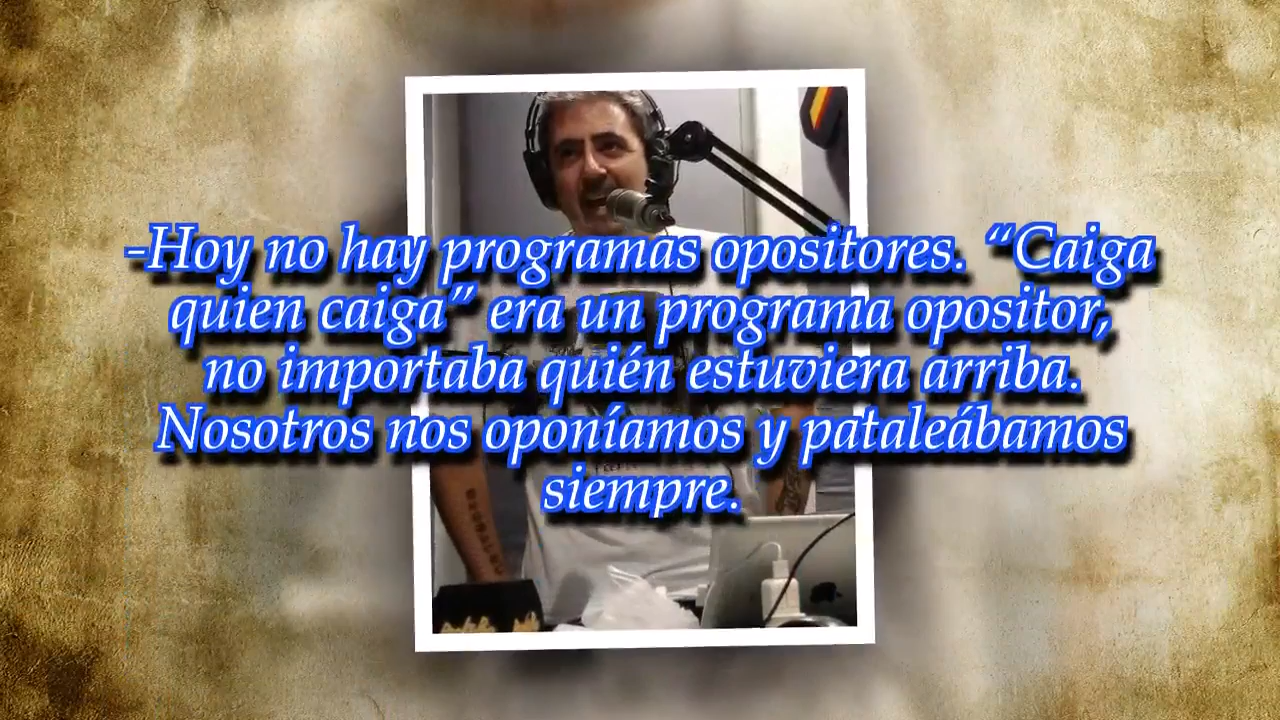 -Hoy no hay programas opositores. “Caiga
quien caiga” era un programa opositor,
no importaba quién estuviera arriba.
Nosotros nos oponíamos y pataleábamos
siempre.